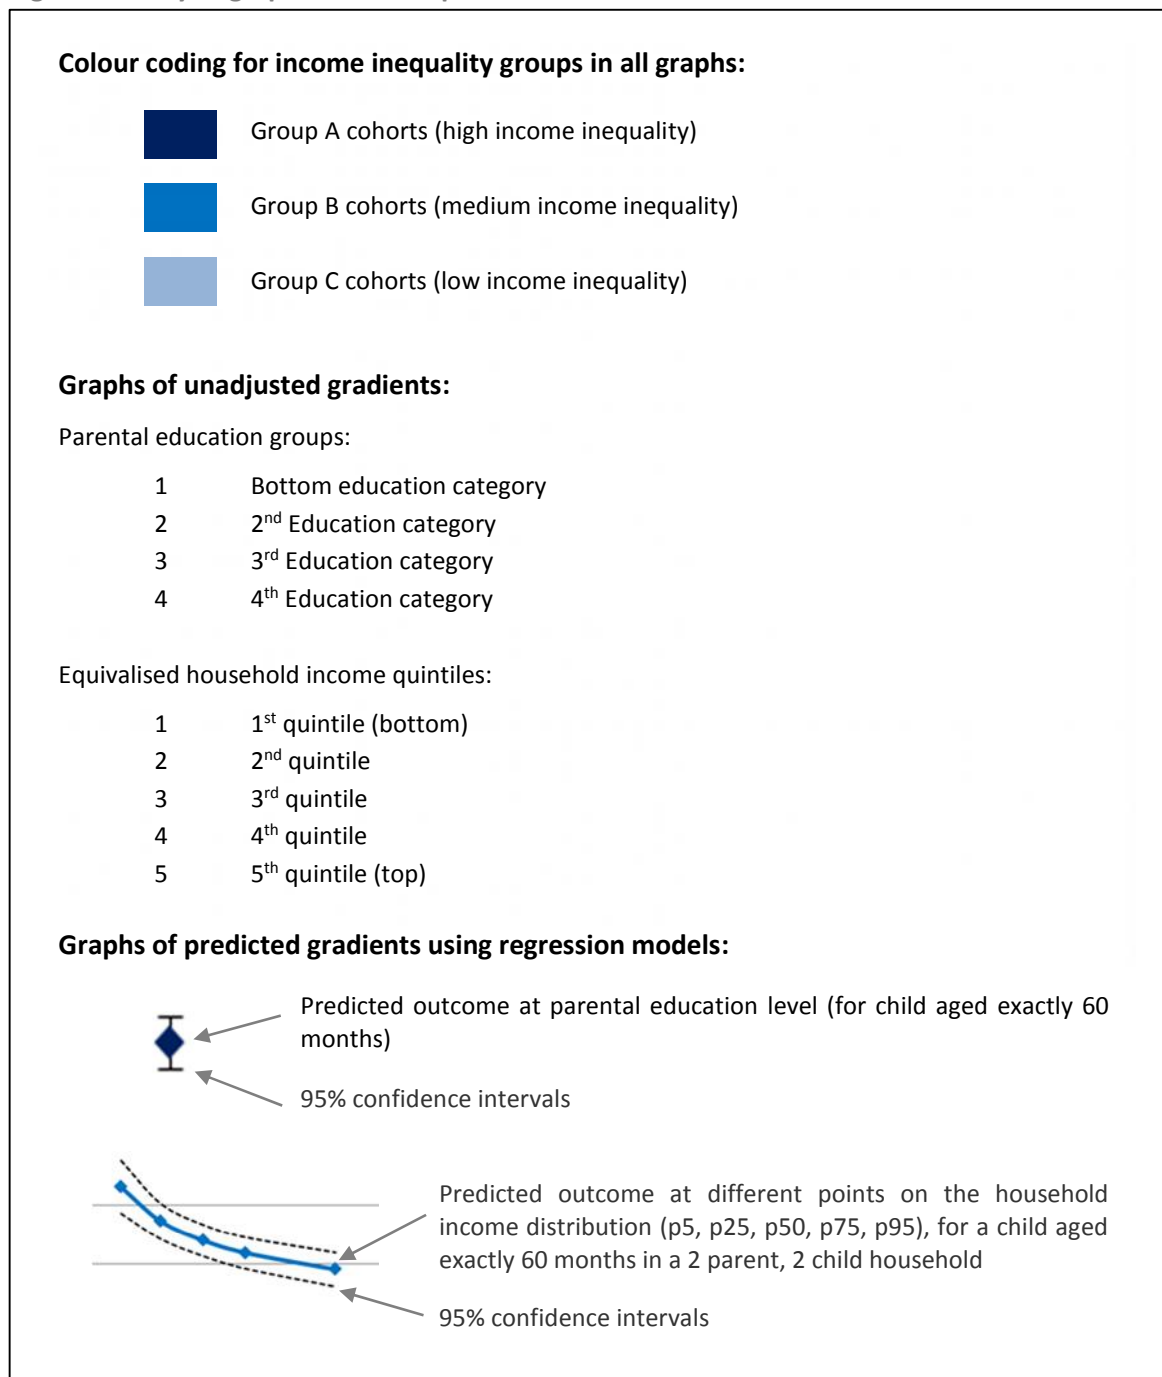 Colour coding for income inequality groups in all graphs:
Group A cohorts (high income inequality)
Group B cohorts (medium income inequality)
Group C cohorts (low income inequality)
Graphs of unadjusted gradients:
Parental education groups:
1 Bottom education category
2 2nd Education category
3 3rd Education category
4 4th Education category
Equivalised household income quintiles:
1 1st quintile (bottom)
2 2nd quintile
3 3rd quintile
4 4th quintile
5 5th quintile (top)
Graphs of predicted gradients using regression models:
Predicted outcome at parental education level (for child aged exactly 60
months)
95% confidence intervals
Predicted outcome at different points on the household
income distribution (p5, p25, p50, p75, p95), for a child aged
exactly 60 months in a 2 parent, 2 child household
95% confidence intervals